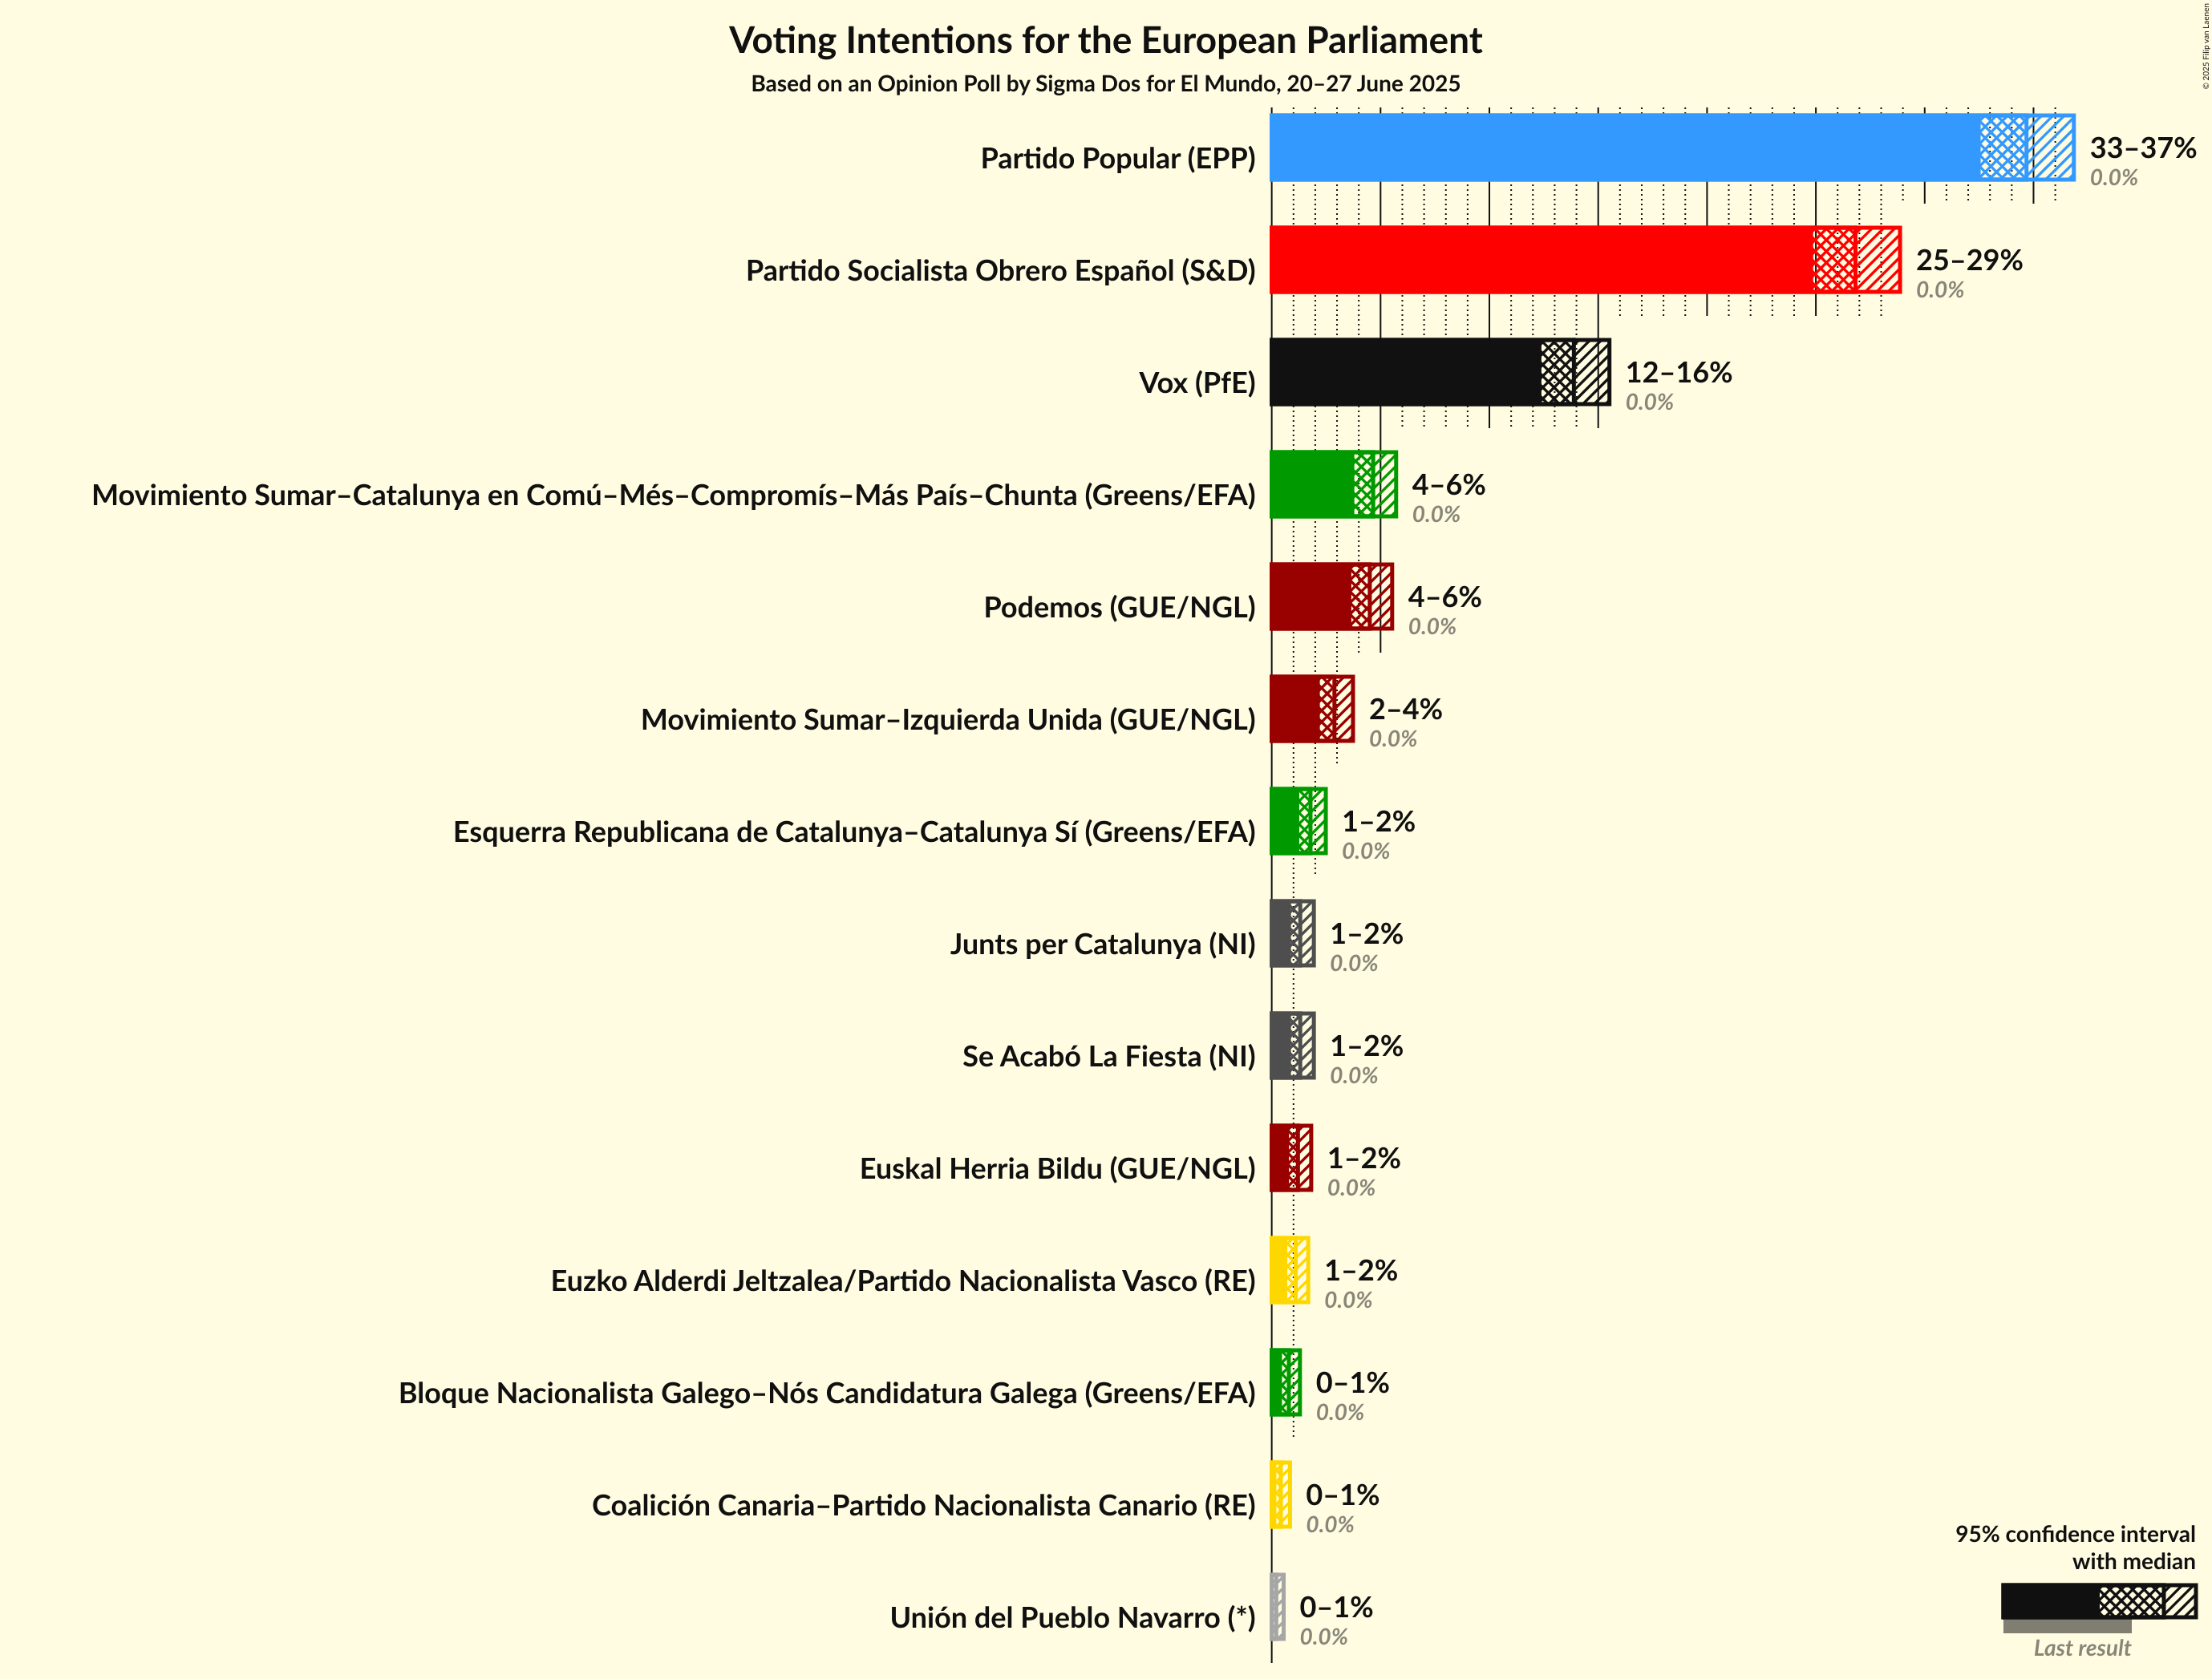 © 2025 Filip van Laenen
Voting Intentions for the European Parliament
Based on an Opinion Poll by Sigma Dos for El Mundo, 20–27 June 2025
Partido Popular (EPP)
33–37%
0.0%
Partido Socialista Obrero Español (S&D)
25–29%
0.0%
Vox (PfE)
12–16%
0.0%
Movimiento Sumar–Catalunya en Comú–Més–Compromís–Más País–Chunta (Greens/EFA)
4–6%
0.0%
Podemos (GUE/NGL)
4–6%
0.0%
Movimiento Sumar–Izquierda Unida (GUE/NGL)
2–4%
0.0%
Esquerra Republicana de Catalunya–Catalunya Sí (Greens/EFA)
1–2%
0.0%
Junts per Catalunya (NI)
1–2%
0.0%
Se Acabó La Fiesta (NI)
1–2%
0.0%
Euskal Herria Bildu (GUE/NGL)
1–2%
0.0%
Euzko Alderdi Jeltzalea/Partido Nacionalista Vasco (RE)
1–2%
0.0%
Bloque Nacionalista Galego–Nós Candidatura Galega (Greens/EFA)
0–1%
0.0%
Coalición Canaria–Partido Nacionalista Canario (RE)
0–1%
0.0%
Unión del Pueblo Navarro (*)
0–1%
0.0%
95% confidence interval
with median
Last result